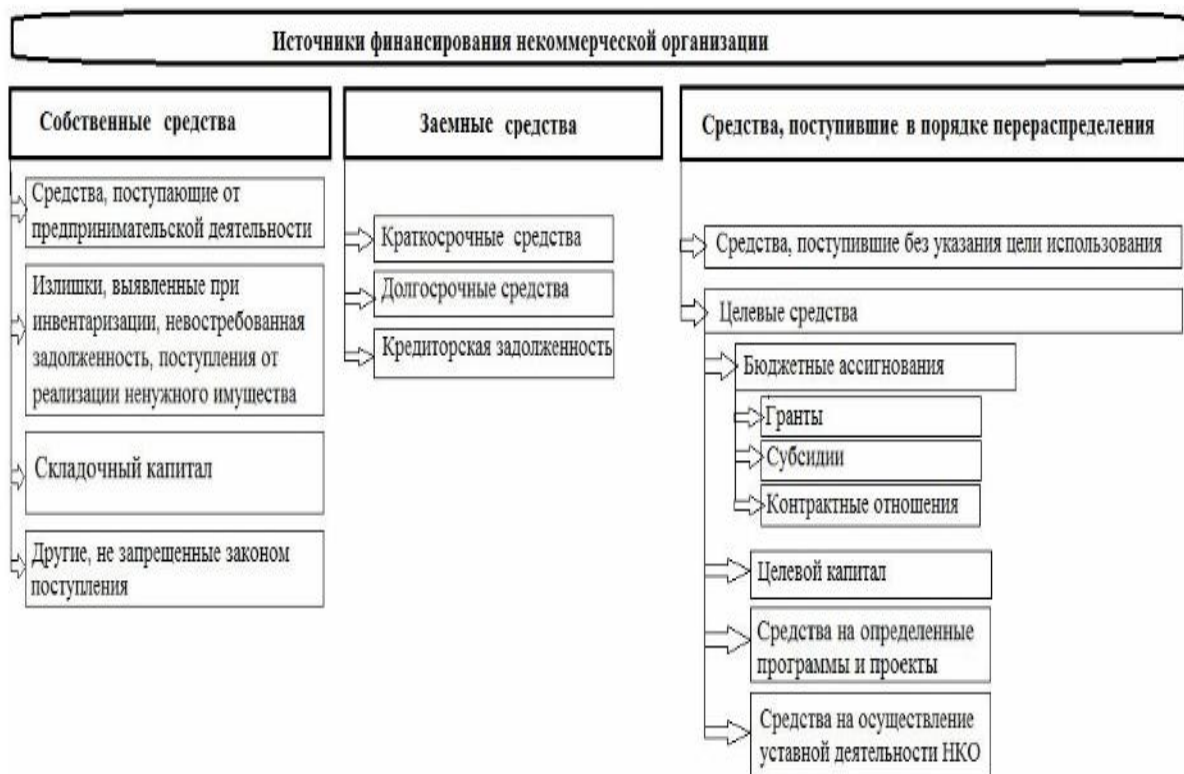 Источники финансирования некоммерческой организации
Собственные средства
Средства, поступающие от
предпринимательской деятельности
Излишки, выявленные при
инвентаризации, невостребованная
задолженность, поступления от
реализации ненужного имущества
Складочный капитал
Другие, не запрещенные законом
поступления
Заемные средства
Краткосрочные средства
Долгосрочные средства
Кредиторская задолженность
Средства, поступившие в порядке перераспределения
Средства, поступившие без указания цели использования
Целевые средства
Бюджетные ассигнования
Гранты
Субсидии
Контрактные отношения
Целевой капитал
Средства на определенные
программы и проекты
Средства на осуществление
уставной деятельности НКО